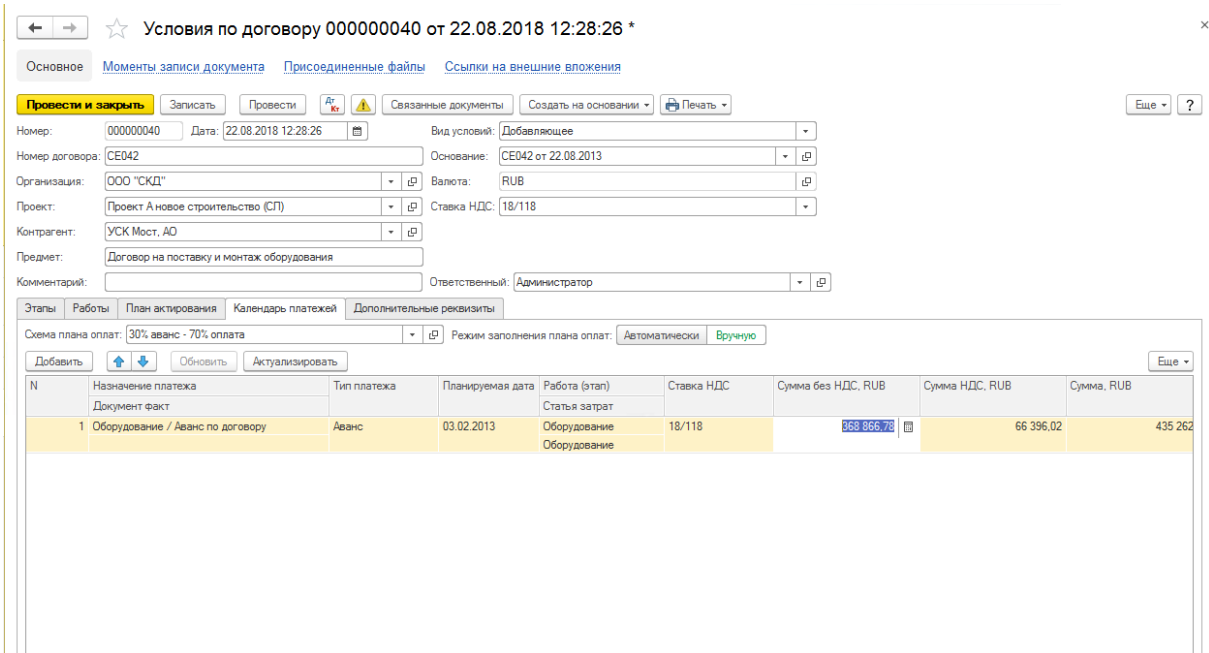 Условия по договору 000000040 от 22.08.2018 12:28:26 *
Основное Моменты записи документа Присоединенные файлы Ссылки на внешние вложения
Провести и закрыть Записать Провести Дт Кт Связанные документы Создать на основании Печать Еще ?
Номер: 000000040 Дата: 22.08.2018 12:28:26 Вид условий: Добавляющее
Номер договора: СЕ042 Основание: СЕ042 от 22.08.2013
Организация: ООО "СКД" Валюта: RUB
Проект: Проект А новое строительство (СП) Ставка НДС: 18/118
Контрагент: УСК Мост, АО
Предмет: Договор на поставку и монтаж оборудования
Комментарий: Ответственный: Администратор
Этапы Работы План актирования Календарь платежей Дополнительные реквизиты
Схема плана оплат: 30% аванс - 70% оплата Режим заполнения плана оплат: Автоматически Вручную
Добавить Обновить Актуализировать Еще
N Назначение платежа Тип платежа Планируемая дата Работа (этап) Ставка НДС Сумма без НДС, RUB Сумма НДС, RUB Сумма, RUB
Документ Факт Статья затрат
1 Оборудование / Аванс по договору Аванс 03.02.2013 Оборудование 18/118 368 866,78 66 396,02 435 262
Оборудование